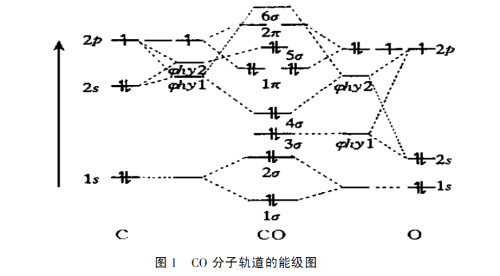 6σ
2p 2π 2p
5σ
φhy2
2s φhy1 1π φhy2
4σ
3σ φhy1
2σ 2s
1s 1s
1σ
C CO O
图 1 CO 分子轨道的能级图